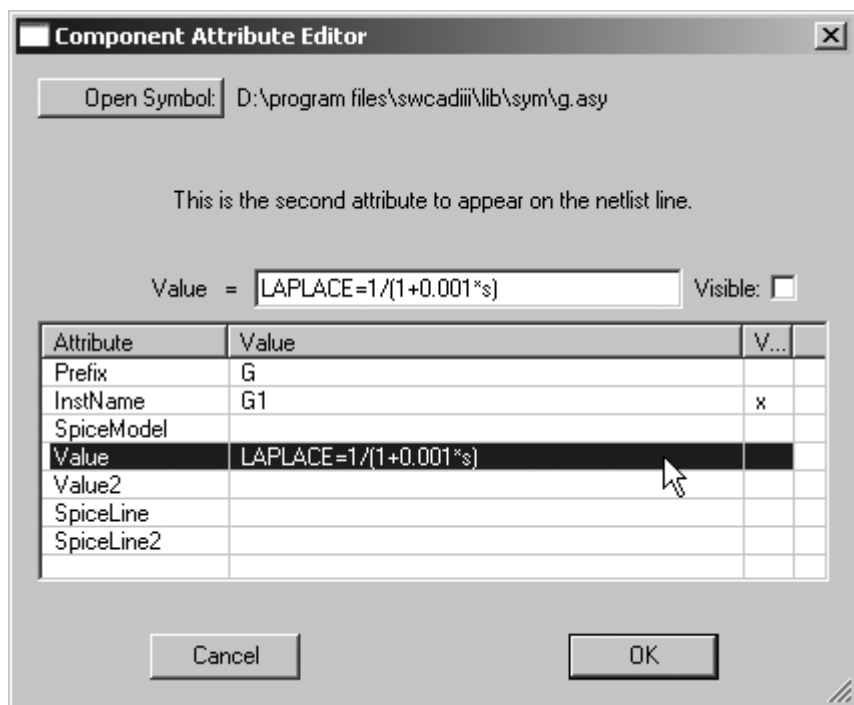 Component Attribute Editor
Open Symbol: D:\program files\swcadiii\lib\sym\g.asy
This is the second attribute to appear on the netlist line.
Value = LAPLACE=1/(1+0.001*s) Visible:
Attribute Value V...
Prefix G
InstName G1 x
SpiceModel
Value LAPLACE=1/(1+0.001*s)
Value2
SpiceLine
SpiceLine2
Cancel OK